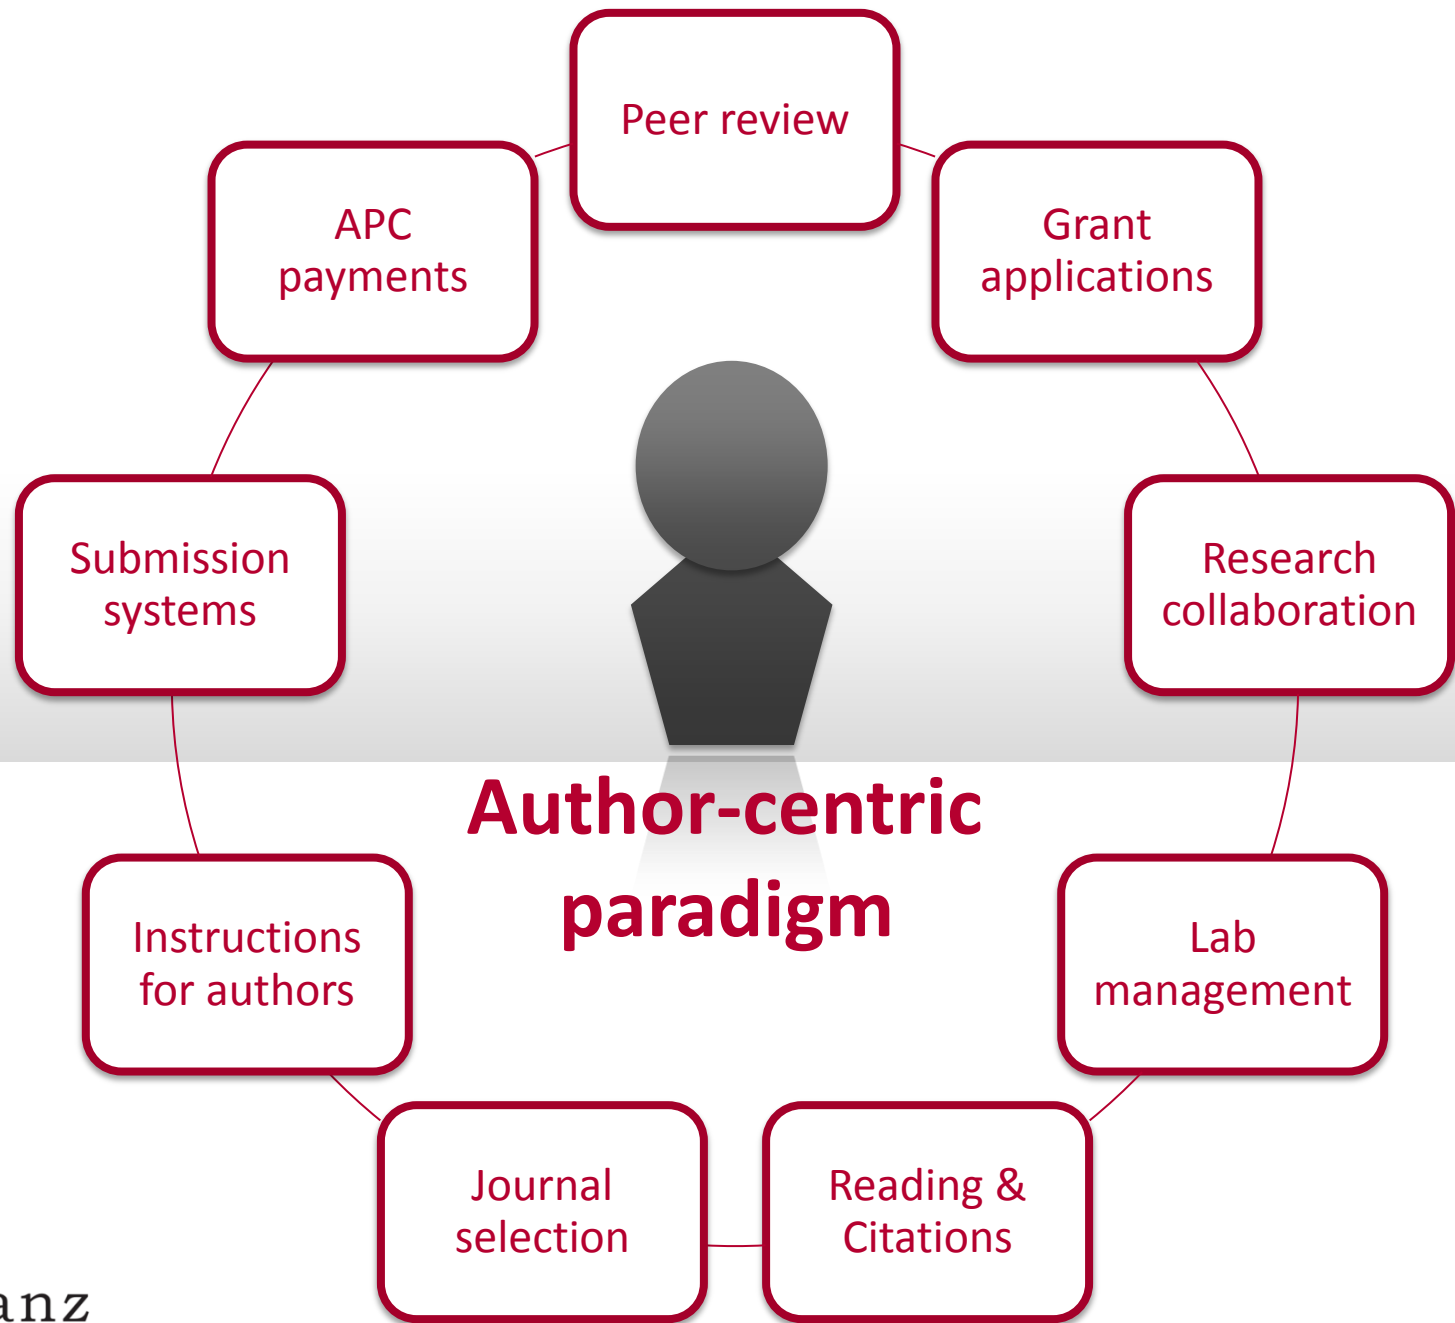 Peer review
APC
payments
Grant
applications
Submission
systems
Research
collaboration
Author-centric
paradigm
Instructions
for authors
Lab
management
Journal
selection
Reading &
Citations
anz